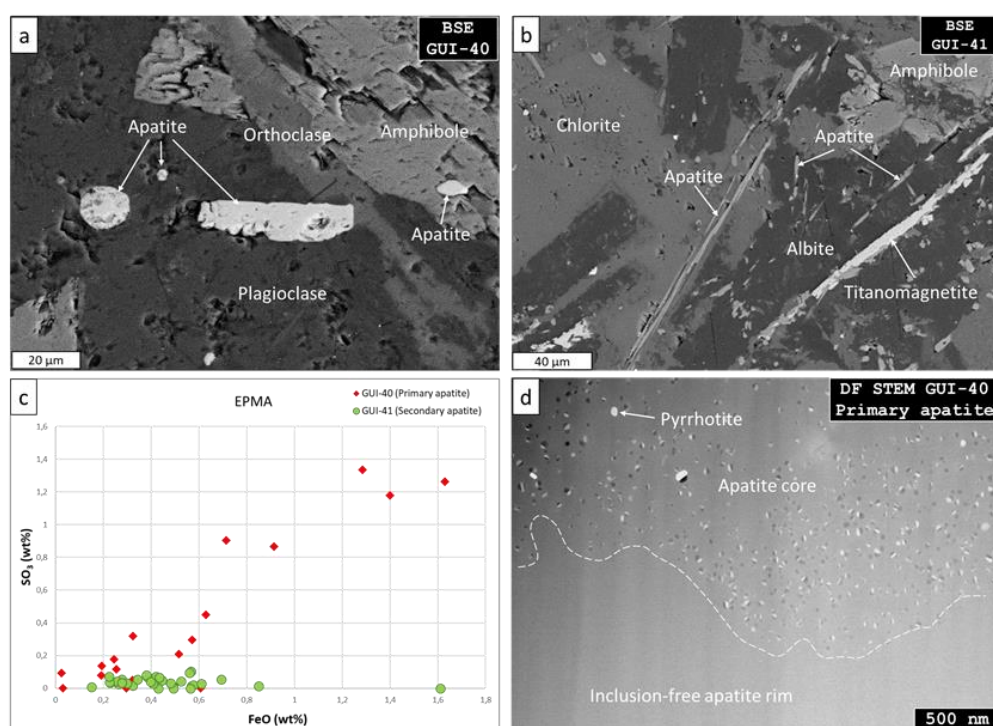 a
BSE
GUI-40
Apatite
Orthoclase
Amphibole
Apatite
Plagioclase
20 µm
b
BSE
GUI-41
Amphibole
Chlorite
Apatite
Apatite
Albite
Titanomagnetite
40 µm
c
EPMA
GUI-40 (Primary apatite)
GUI-41 (Secondary apatite)
SO3 (wt%)
1,6
1,4
1,2
1
0,8
0,6
0,4
0,2
0
0 0,2 0,4 0,6 0,8 1 1,2 1,4 1,6 1,8
FeO (wt%)
d
DF STEM GUI-40
Primary apatite
Pyrrhotite
Apatite core
Inclusion-free apatite rim
500 nm